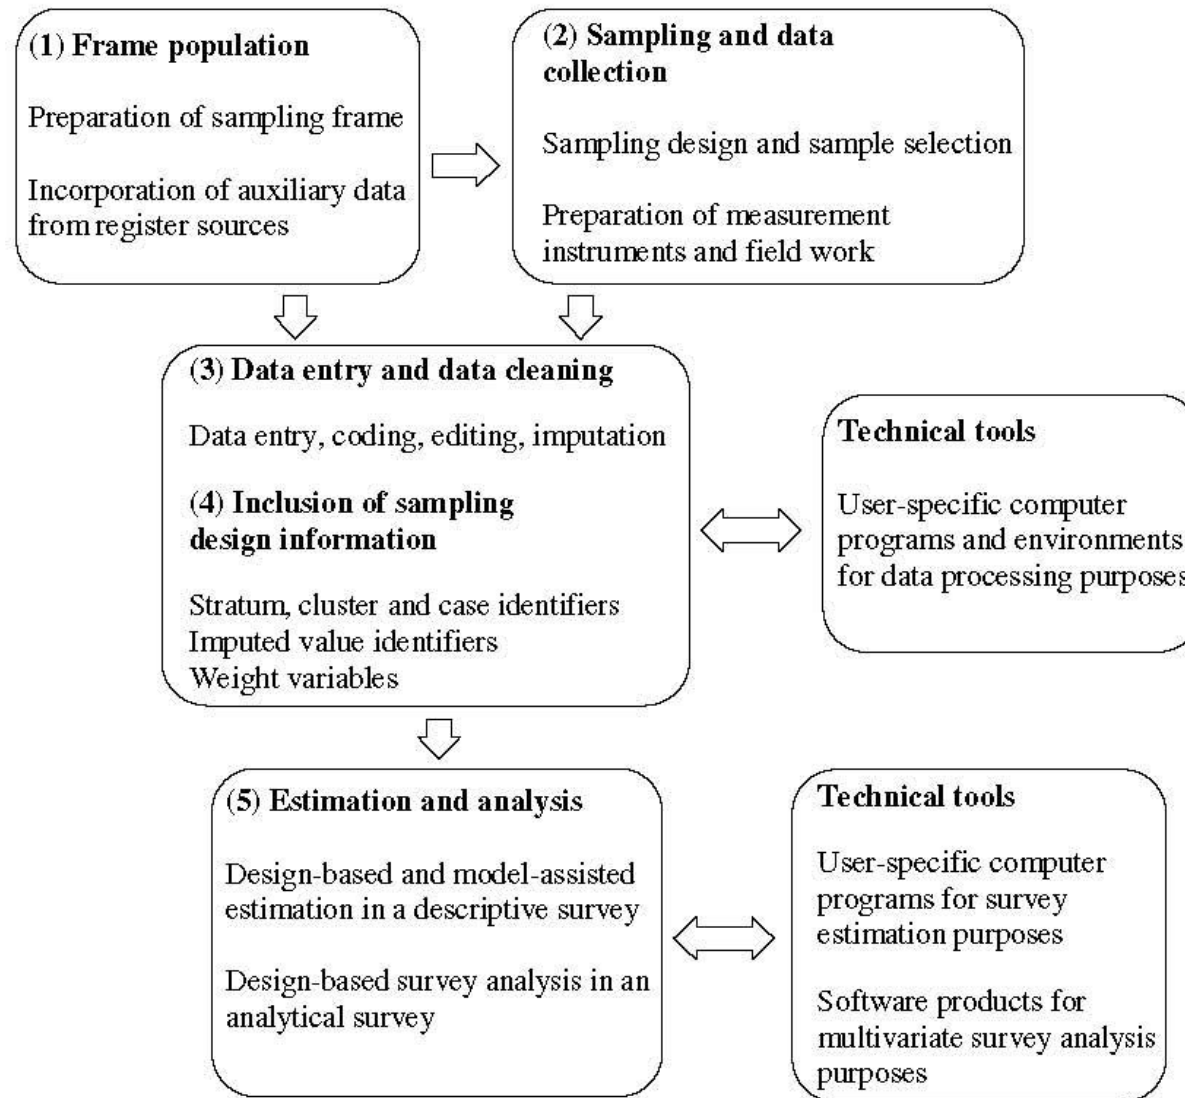 (1) Frame population
Preparation of sampling frame
Incorporation of auxiliary data
from register sources
(2) Sampling and data
collection
Sampling design and sample selection
Preparation of measurement
instruments and field work
(3) Data entry and data cleaning
Data entry, coding, editing, imputation
(4) Inclusion of sampling
design information
Stratum, cluster and case identifiers
Imputed value identifiers
Weight variables
Technical tools
User-specific computer
programs and environments
for data processing purposes
(5) Estimation and analysis
Design-based and model-assisted
estimation in a descriptive survey
Design-based survey analysis in an
analytical survey
Technical tools
User-specific computer
programs for survey
estimation purposes
Software products for
multivariate survey analysis
purposes